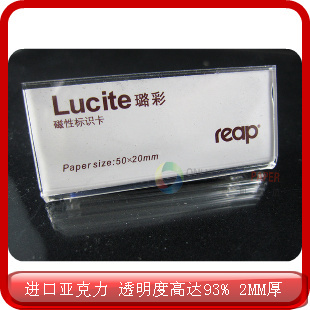 Lucite 璐彩
磁性标识卡
reap®
Paper size:50×20mm
进口亚克力 透明度高达93% 2MM厚